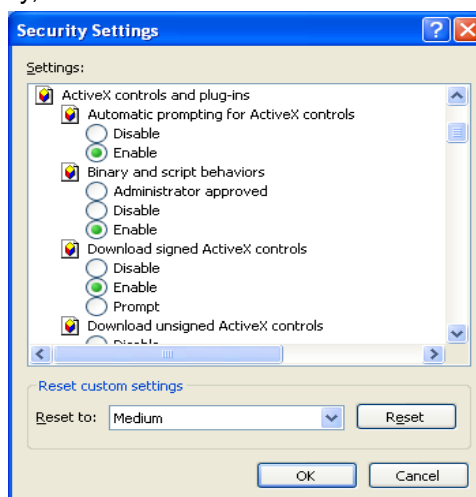 y,
Security Settings
Settings:
ActiveX controls and plug-ins
Automatic prompting for ActiveX controls
Disable
Enable
Binary and script behaviors
Administrator approved
Disable
Enable
Download signed ActiveX controls
Disable
Enable
Prompt
Download unsigned ActiveX controls
Disable
Reset custom settings
Reset to: Medium Reset
OK Cancel